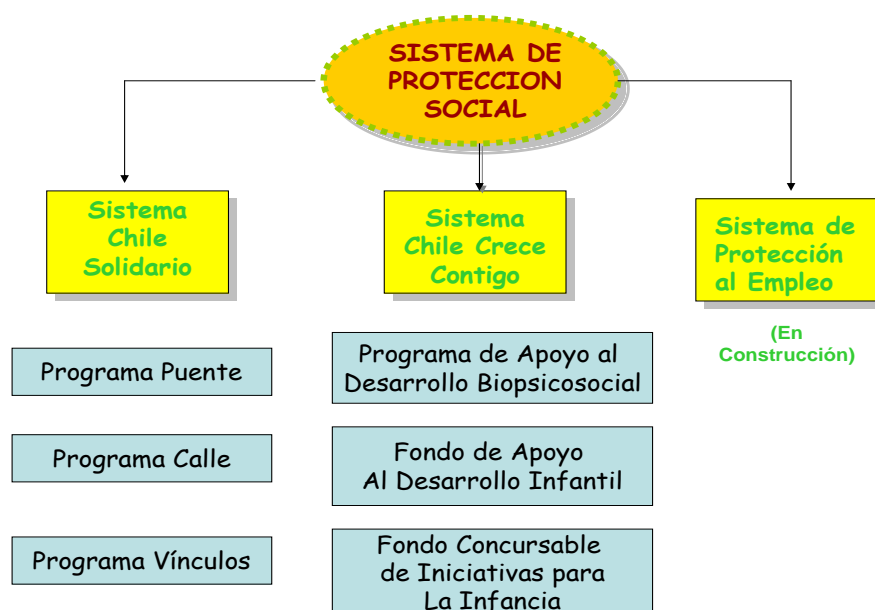 SISTEMA DE
PROTECCION
SOCIAL
Sistema
Chile
Solidario
Sistema
Chile Crece
Contigo
Sistema de
Protección
al Empleo
(En
Construcción)
Programa Puente
Programa Calle
Programa Vínculos
Programa de Apoyo al
Desarrollo Biopsicosocial
Fondo de Apoyo
Al Desarrollo Infantil
Fondo Concursable
de Iniciativas para
La Infancia